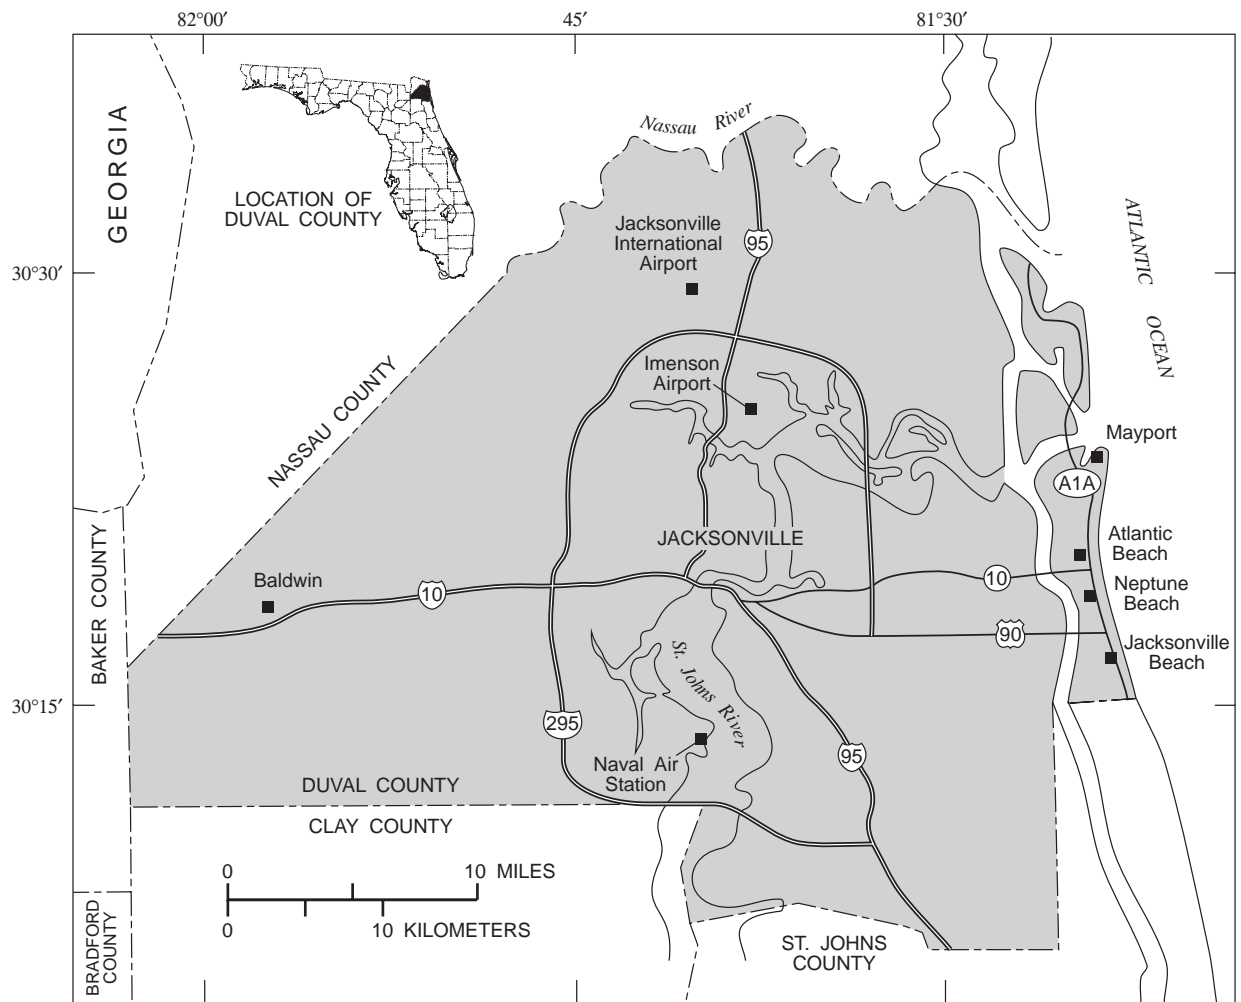 82°00′
45′
81°30′
GEORGIA
LOCATION OF
DUVAL COUNTY
Nassau River
ATLANTIC OCEAN
Jacksonville
International
Airport
95
30°30′
Imenson
Airport
NASSAU COUNTY
Mayport
A1A
JACKSONVILLE
Atlantic
Beach
Baldwin
10
10
Neptune
Beach
BAKER COUNTY
90
Jacksonville
Beach
St. Johns River
30°15′
295
95
Naval Air
Station
DUVAL COUNTY
CLAY COUNTY
0 10 MILES
0 10 KILOMETERS
BRADFORD
COUNTY
ST. JOHNS
COUNTY